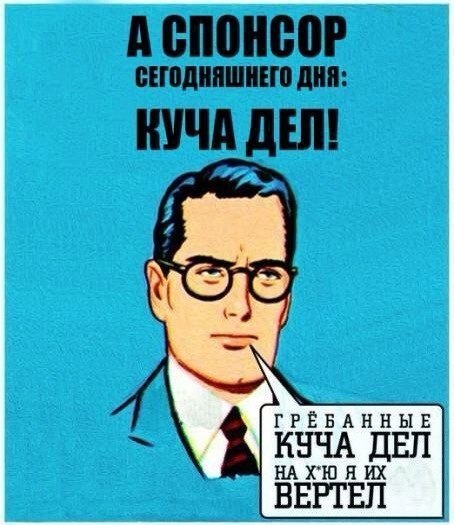 А СПОНСОР
СЕГОДНЯШНЕГО ДНЯ:
КУЧА ДЕЛ!
ГРЁБАННЫЕ
КУЧА ДЕЛ
НА Х*Ю Я ИХ
ВЕРТЕЛ